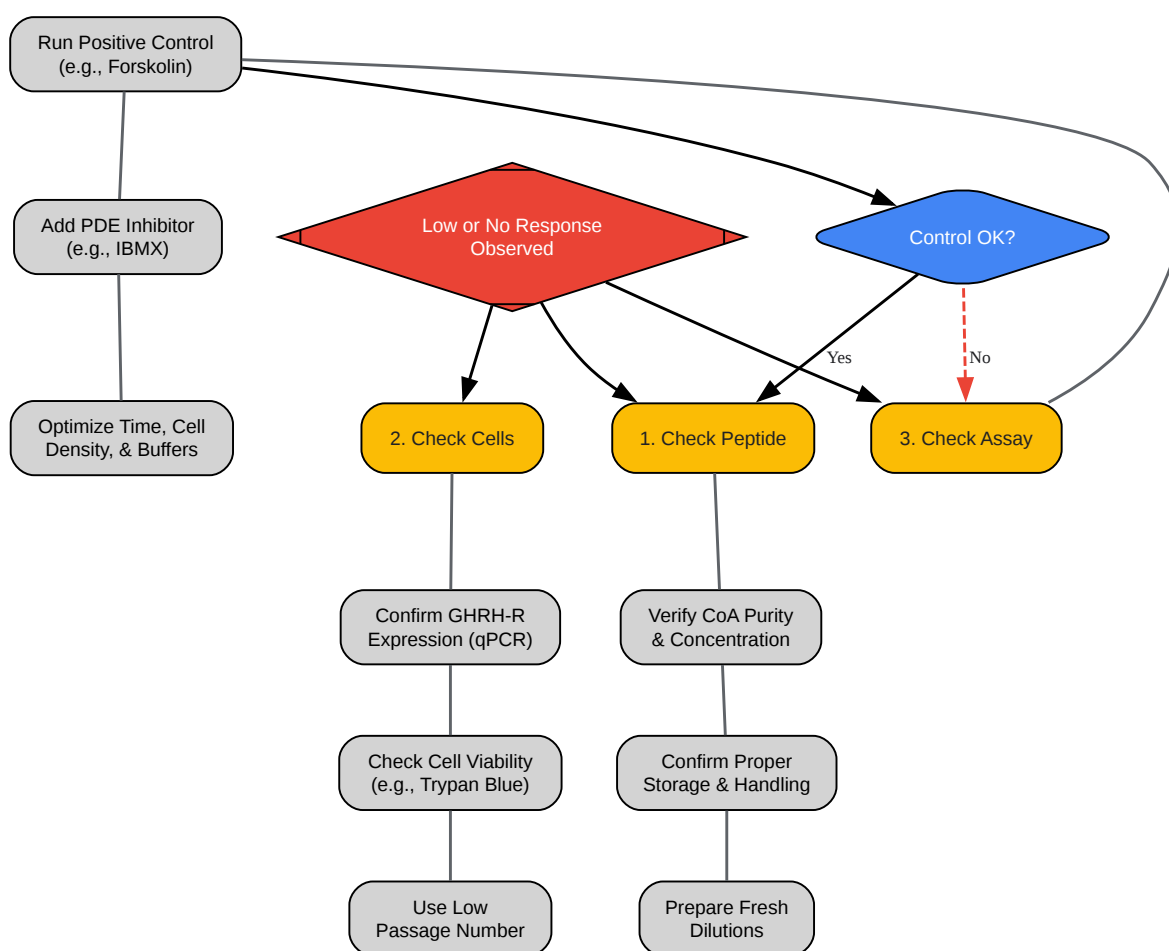 Run Positive Control
(e.g., Forskolin)
Add PDE Inhibitor
(e.g., IBMX)
Low or No Response
Observed
Control OK?
Yes
No
Optimize Time, Cell
Density, & Buffers
2. Check Cells
1. Check Peptide
3. Check Assay
Confirm GHRH-R
Expression (qPCR)
Verify CoA Purity
& Concentration
Check Cell Viability
(e.g., Trypan Blue)
Confirm Proper
Storage & Handling
Use Low
Passage Number
Prepare Fresh
Dilutions